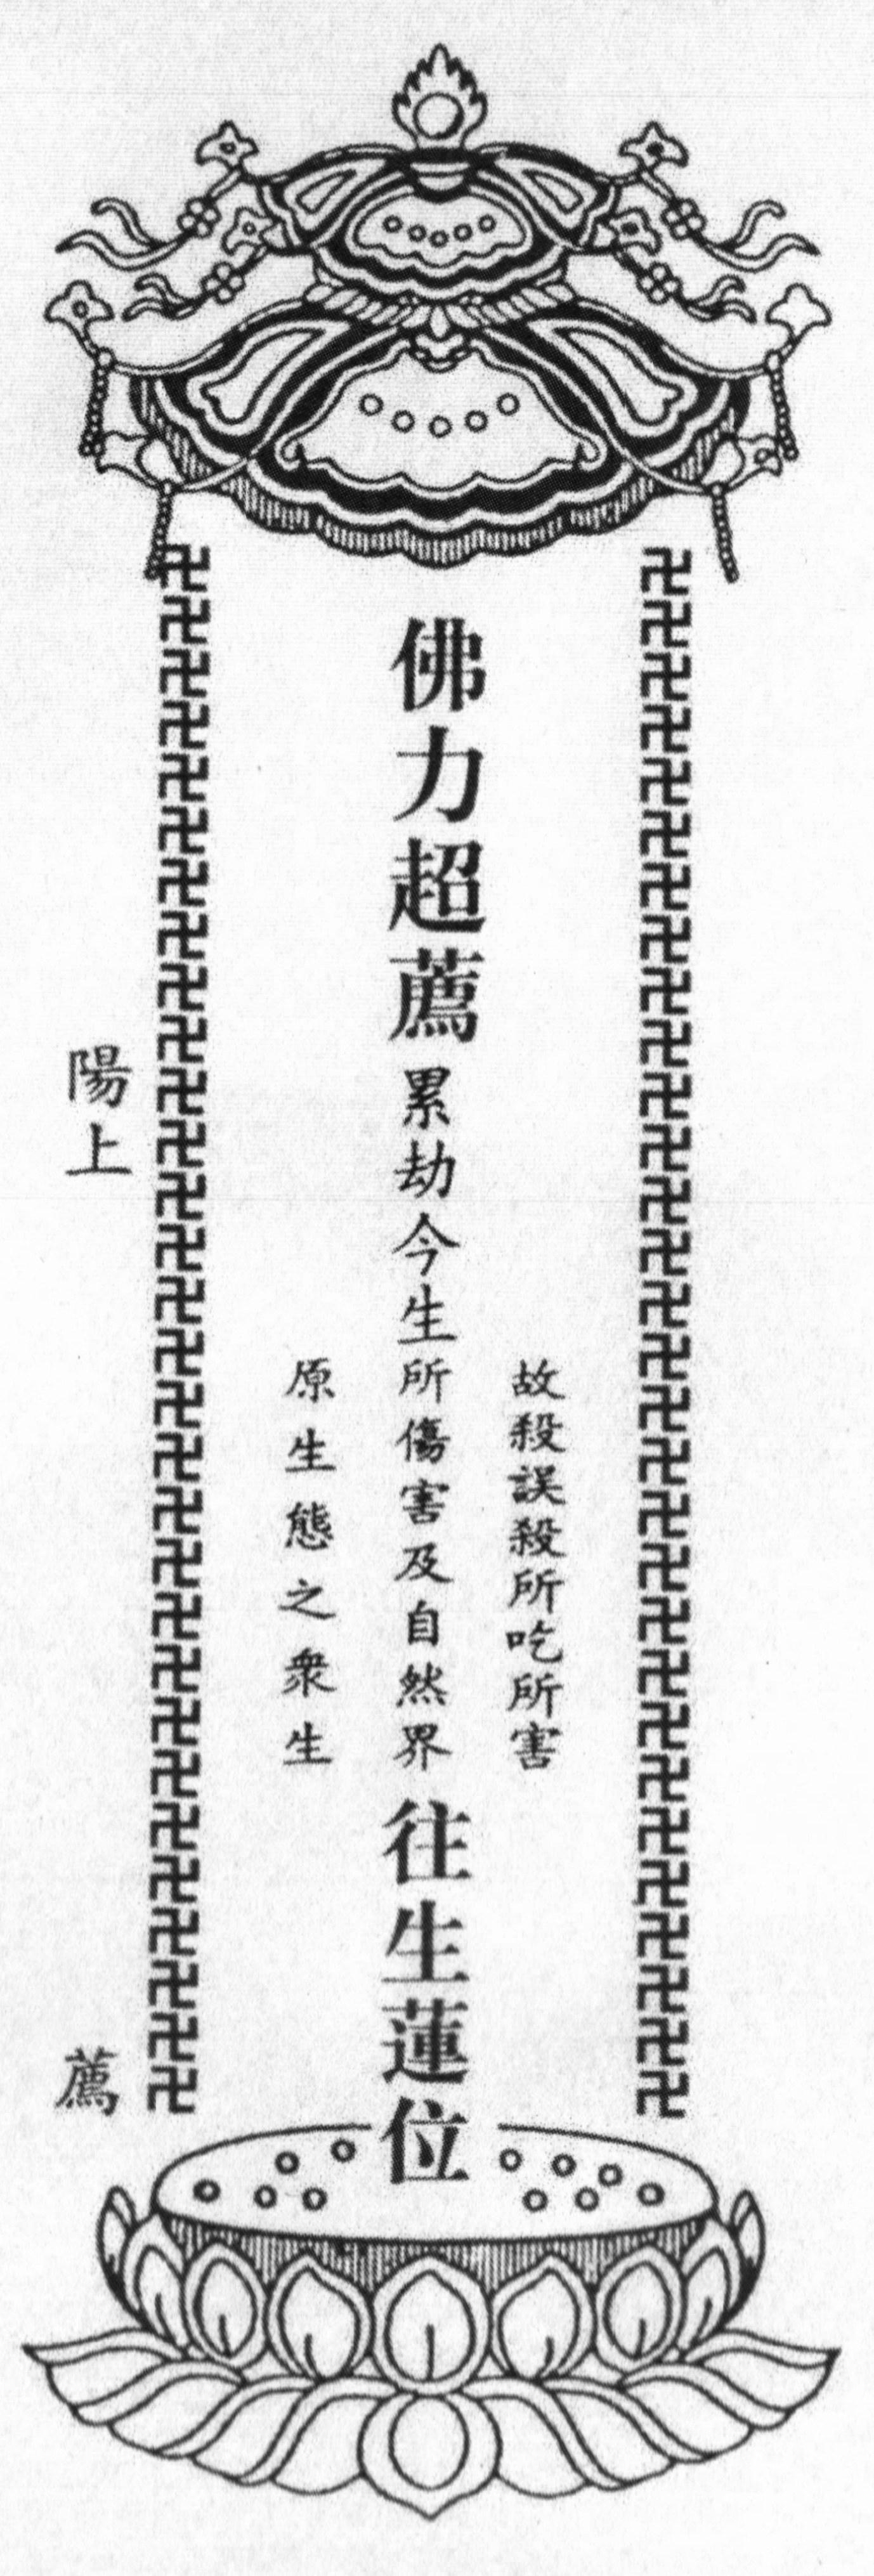 佛力超薦
累劫今生
故殺誤殺所吃所害
所傷害及自然界
原生態之衆生
往生蓮位
陽上
薦